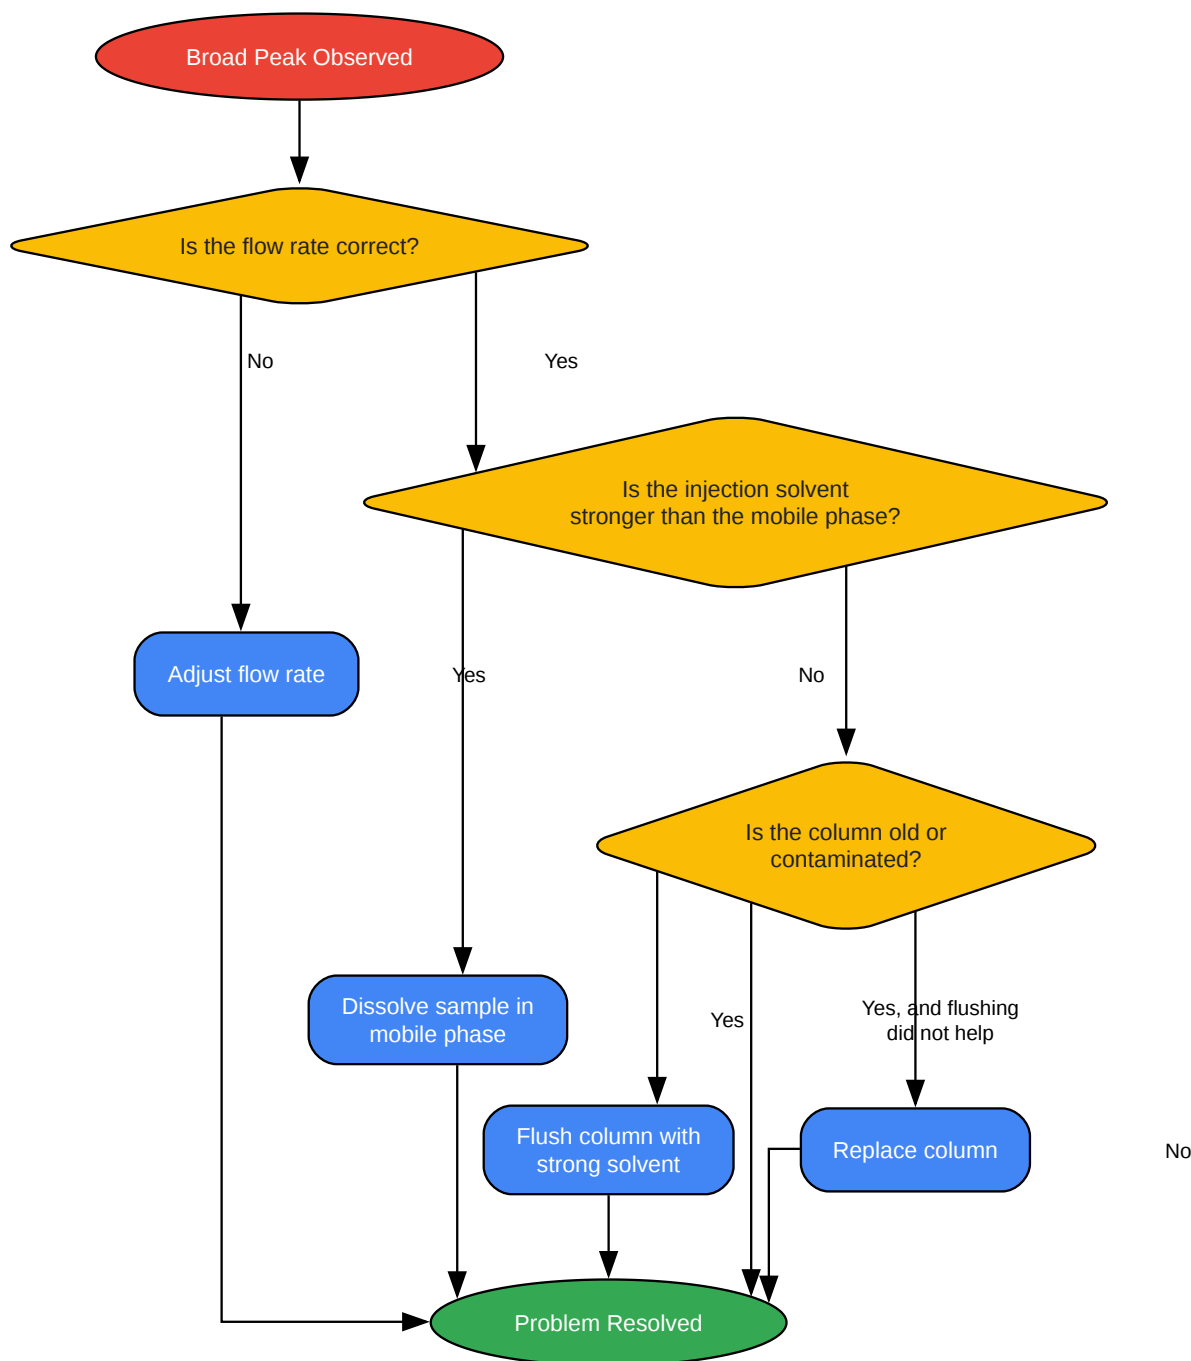 Broad Peak Observed
Is the flow rate correct?
No
Yes
Is the injection solvent
stronger than the mobile phase?
Adjust flow rate
Yes
No
Is the column old or
contaminated?
Dissolve sample in
mobile phase
Yes
Yes, and flushing
did not help
Flush column with
strong solvent
Replace column
No
Problem Resolved